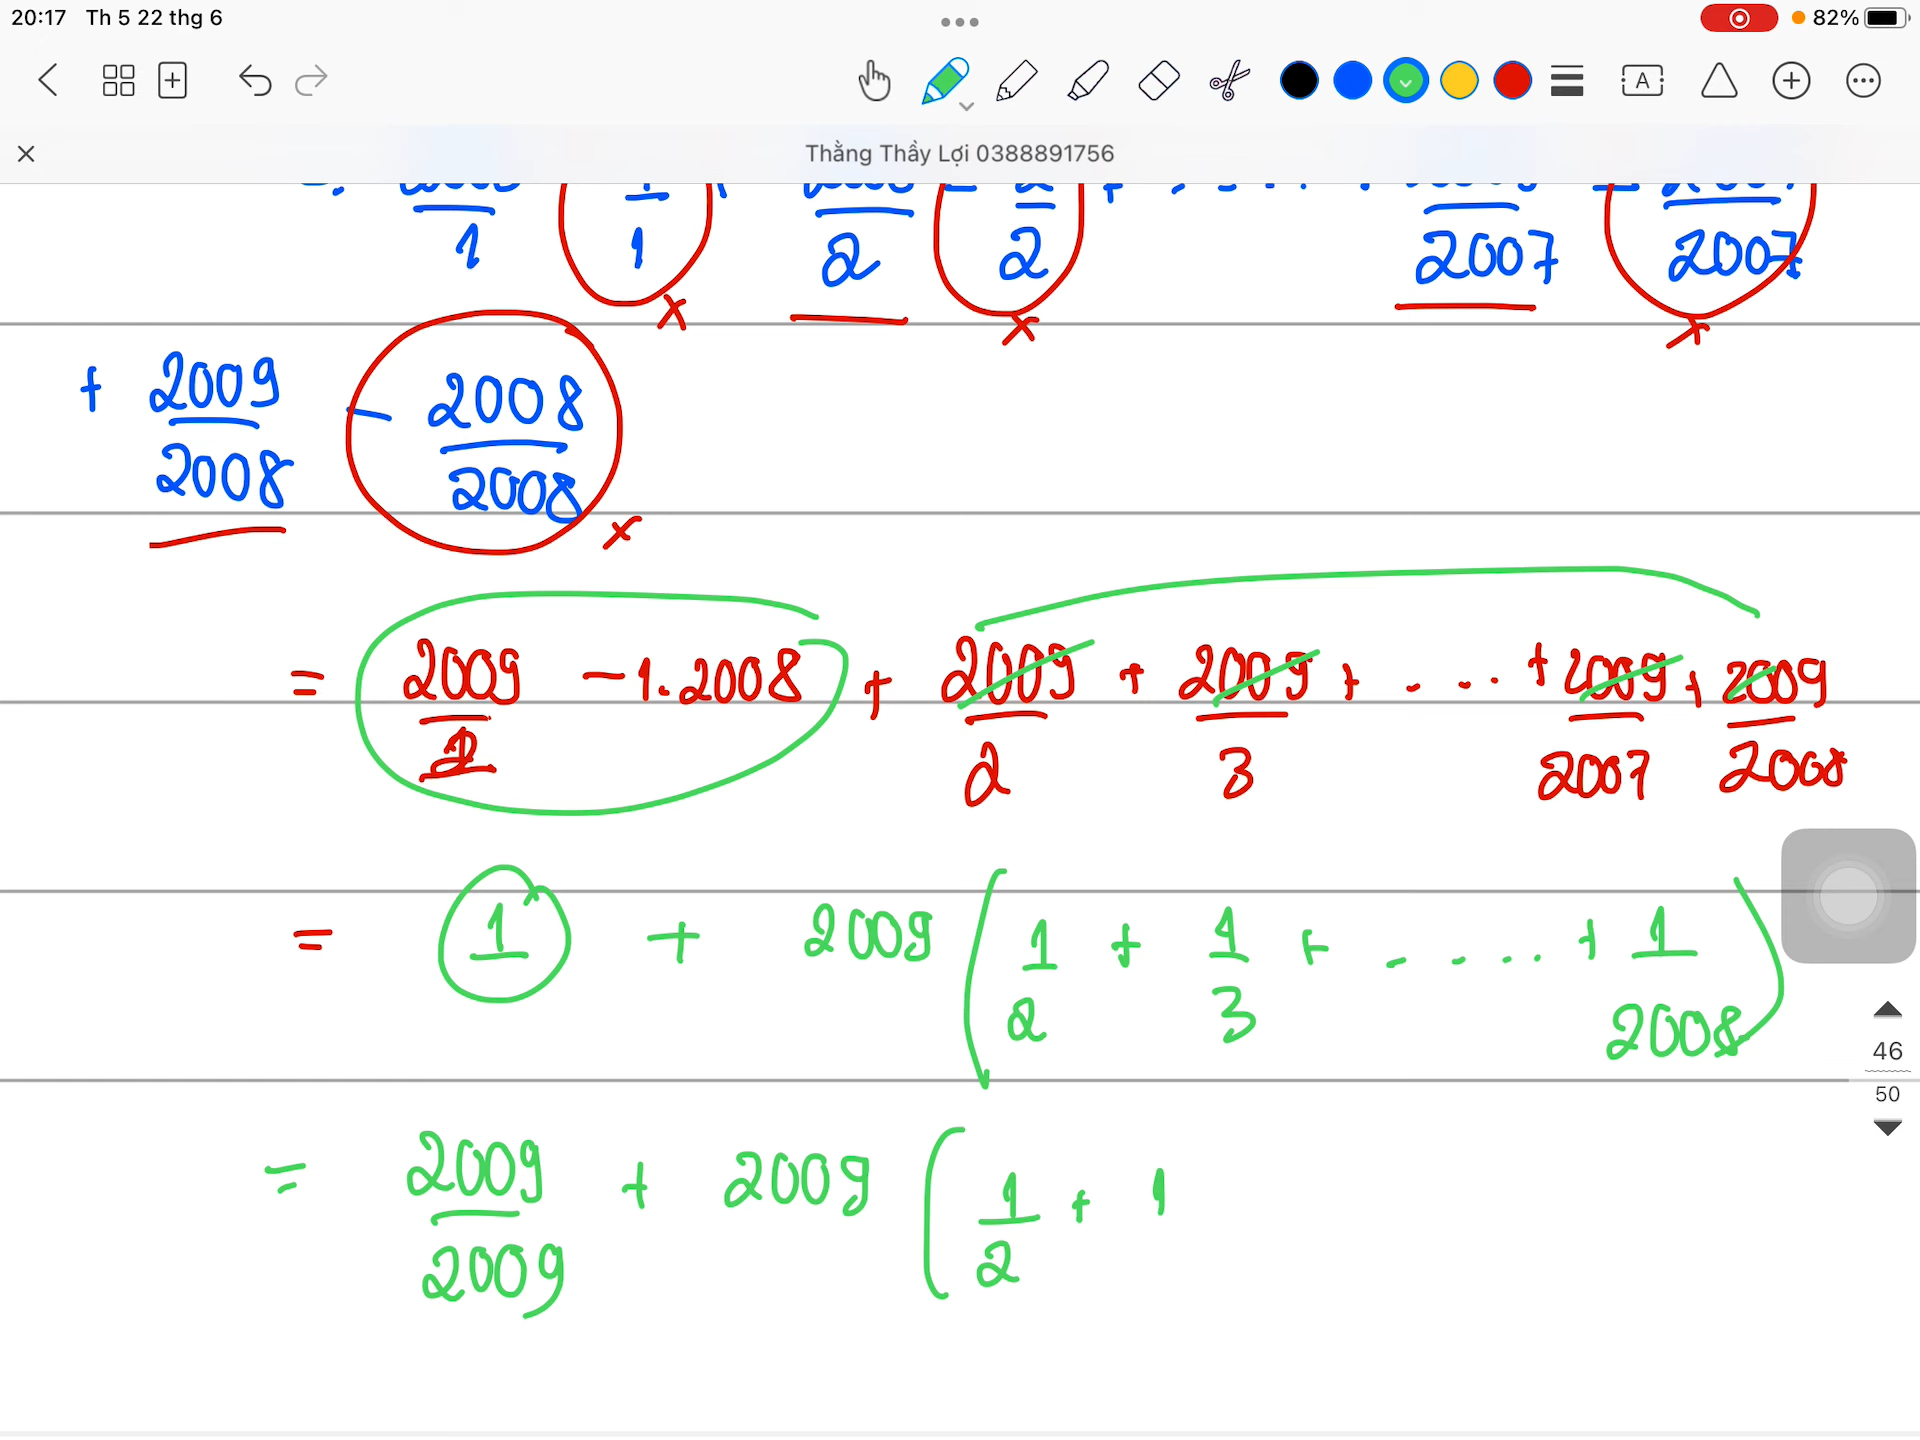 20:17 Th 5 22 thg 6 82%
A
Thằng Thầy Lợi 0388891756
1 1 2 2 2007 2007
x x x
+ 2009/2008 - 2008/2008
x
= 2009/1 - 1.2008 + 2009/2 + 2009/3 + ..... + 2009/2007 + 2009/2008
= 1 + 2009 ( 1/2 + 1/3 + ..... + 1/2008 )
46
50
= 2009/2009 + 2009 ( 1/2 + 1